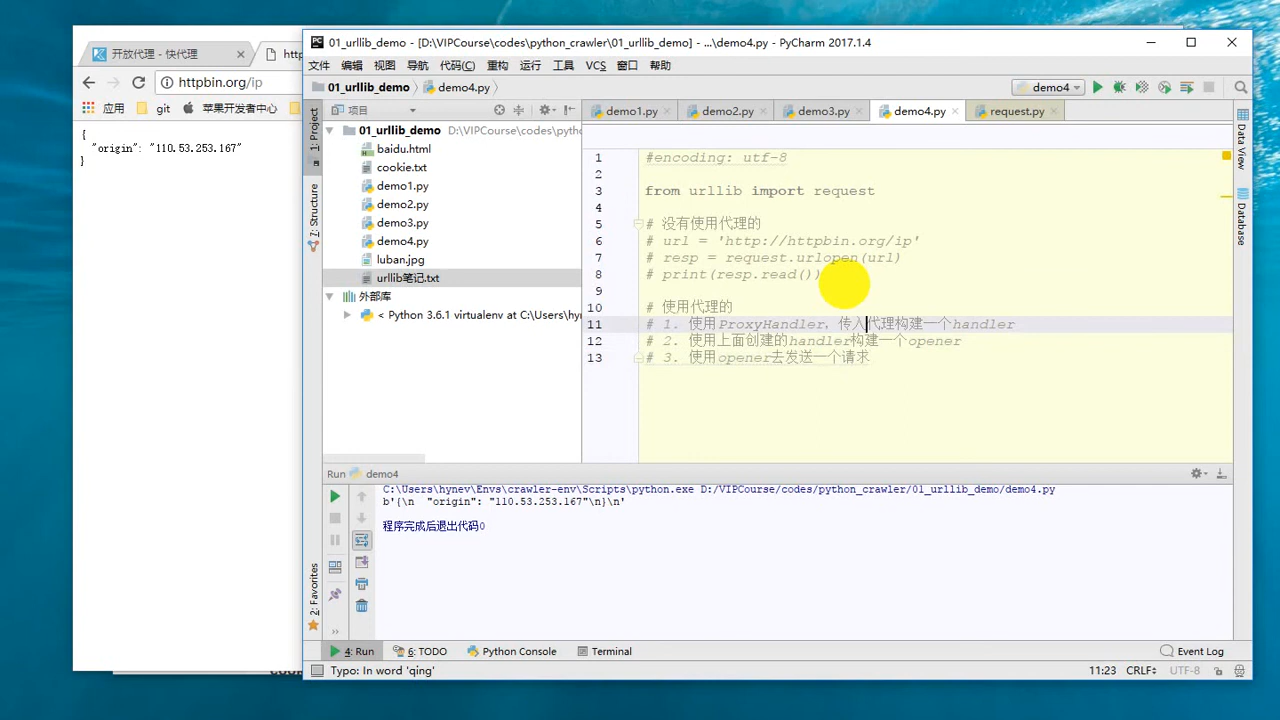 开放代理 - 快代理
http
httpbin.org/ip
应用
git
苹果开发者中心
{
"origin": "110.53.253.167"
}
01_urllib_demo - [D:\VIPCourse\codes\python_crawler\01_urllib_demo] - ...\demo4.py - PyCharm 2017.1.4
文件 编辑 视图 导航 代码(C) 重构 运行 工具 VCS 窗口 帮助
01_urllib_demo
demo4.py
demo4
1: Project
7: Structure
2: Favorites
项目
01_urllib_demo D:\VIPCourse\codes\pytho
baidu.html
cookie.txt
demo1.py
demo2.py
demo3.py
demo4.py
luban.jpg
urllib笔记.txt
外部库
< Python 3.6.1 virtualenv at C:\Users\hyn
demo1.py
demo2.py
demo3.py
demo4.py
request.py
1 #encoding: utf-8
2
3 from urllib import request
4
5 # 没有使用代理的
6 # url = 'http://httpbin.org/ip'
7 # resp = request.urlopen(url)
8 # print(resp.read())
9
10 # 使用代理的
11 # 1. 使用ProxyHandler，传入代理构建一个handler
12 # 2. 使用上面创建的handler构建一个opener
13 # 3. 使用opener去发送一个请求
Data View
Database
Run demo4
C:\Users\hynev\Envs\crawler-env\Scripts\python.exe D:/VIPCourse/codes/python_crawler/01_urllib_demo/demo4.py
b'{\n "origin": "110.53.253.167"\n}\n'
程序完成后退出代码0
4: Run
6: TODO
Python Console
Terminal
Event Log
Typo: In word 'qing'
11:23
CRLF
UTF-8